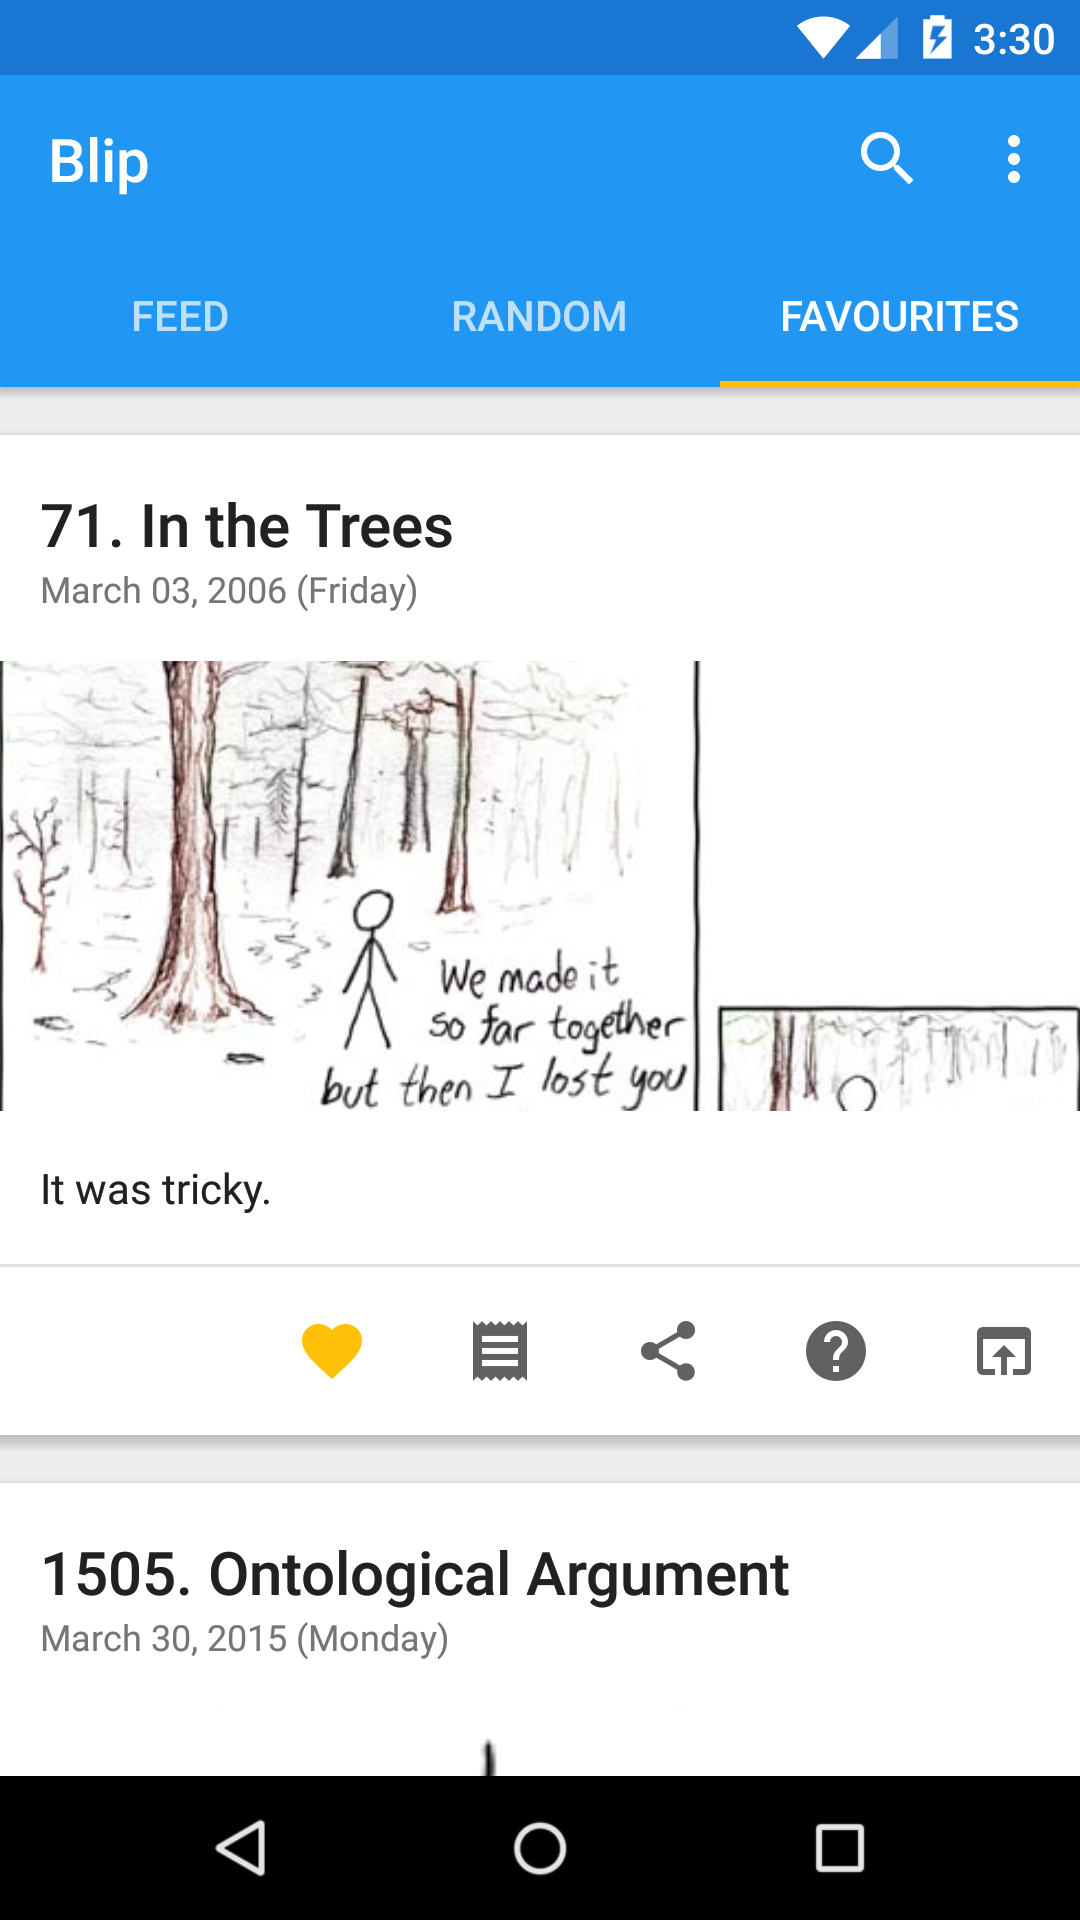 3:30
Blip
FEED RANDOM FAVOURITES
71. In the Trees
March 03, 2006 (Friday)
We made it
so far together
but then I lost you
It was tricky.
1505. Ontological Argument
March 30, 2015 (Monday)